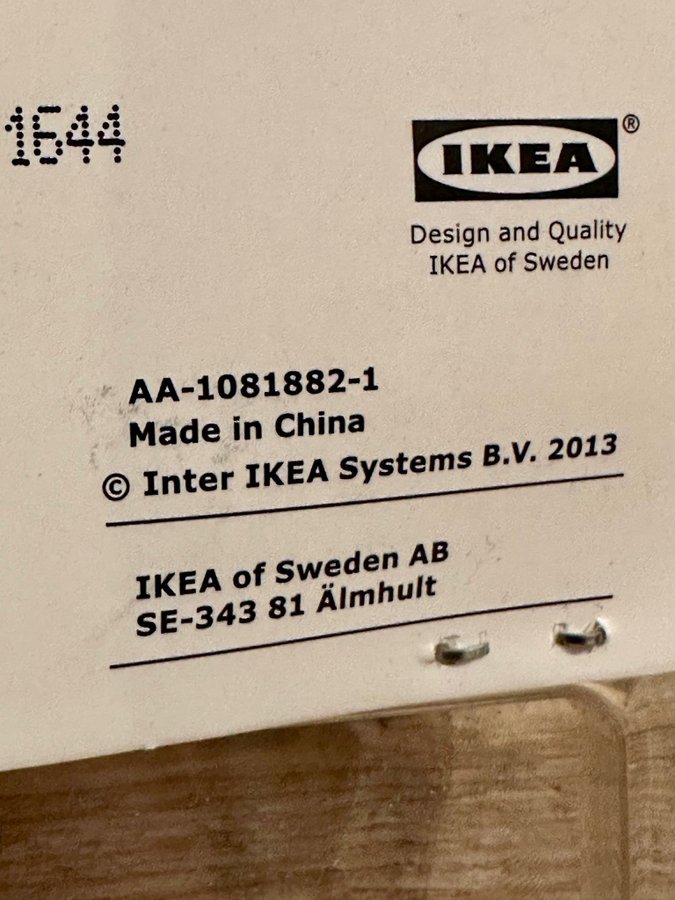 1644
IKEA®
Design and Quality
IKEA of Sweden
AA-1081882-1
Made in China
© Inter IKEA Systems B.V. 2013
IKEA of Sweden AB
SE-343 81 Älmhult